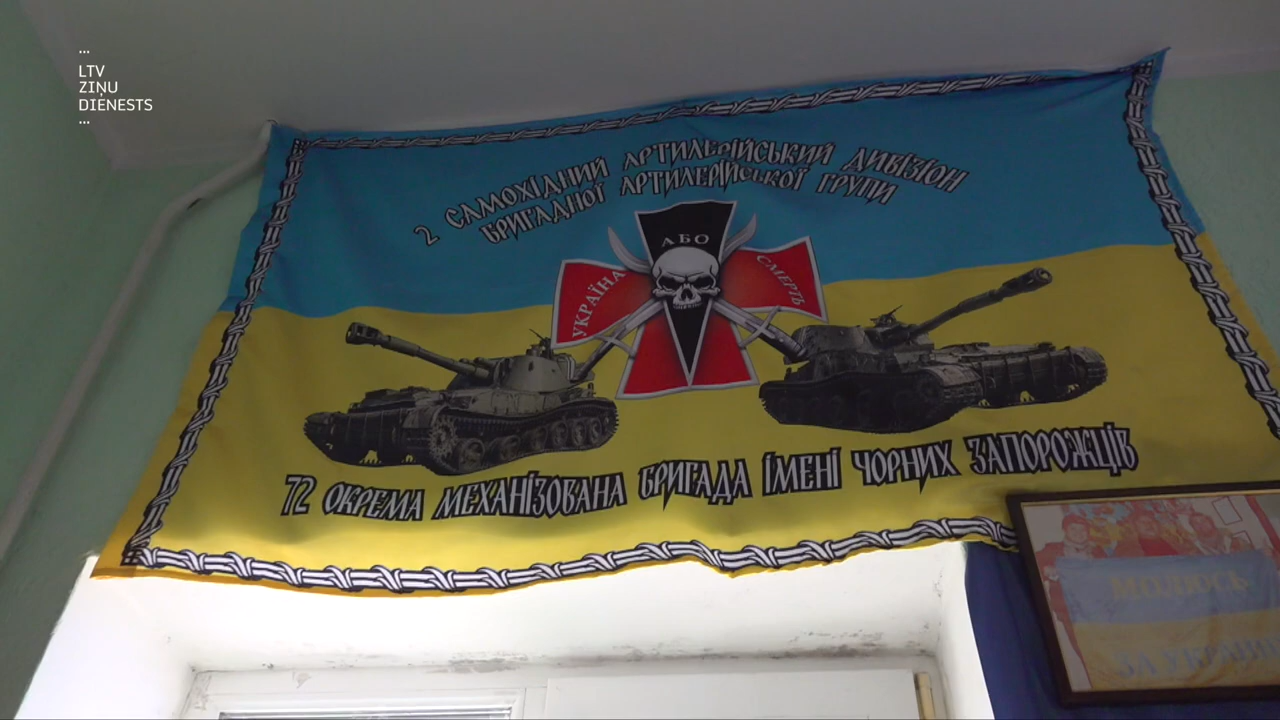 ...
LTV
ZIŅU
DIENESTS
...
2 САМОХІДНИЙ АРТИЛЕРІЙСЬКИЙ ДИВІЗІОН
БРИГАДНОЇ АРТИЛЕРІЙСЬКОЇ ГРУПИ
АБО
УКРАЇНА
СМЕРТЬ
72 ОКРЕМА МЕХАНІЗОВАНА БРИГАДА ІМЕНІ ЧОРНИХ ЗАПОРОЖЦІВ
ЗА